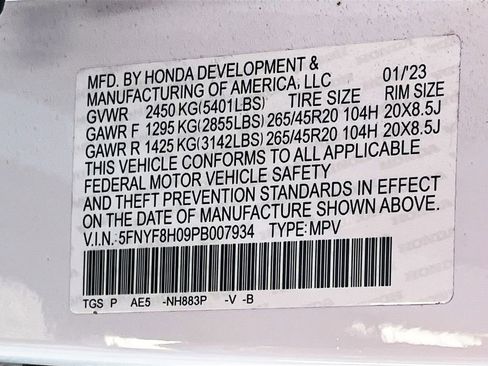 MFD. BY HONDA DEVELOPMENT &
MANUFACTURING OF AMERICA, LLC 01/'23
GVWR 2450 KG(5401LBS) TIRE SIZE RIM SIZE
GAWR F 1295 KG(2855LBS) 265/45R20 104H 20X8.5J
GAWR R 1425 KG(3142LBS) 265/45R20 104H 20X8.5J
THIS VEHICLE CONFORMS TO ALL APPLICABLE
FEDERAL MOTOR VEHICLE SAFETY
AND THEFT PREVENTION STANDARDS IN EFFECT
ON THE DATE OF MANUFACTURE SHOWN ABOVE.
V.I.N.: 5FNYF8H09PB007934 TYPE: MPV
TGS P AE5 -NH883P -V -B